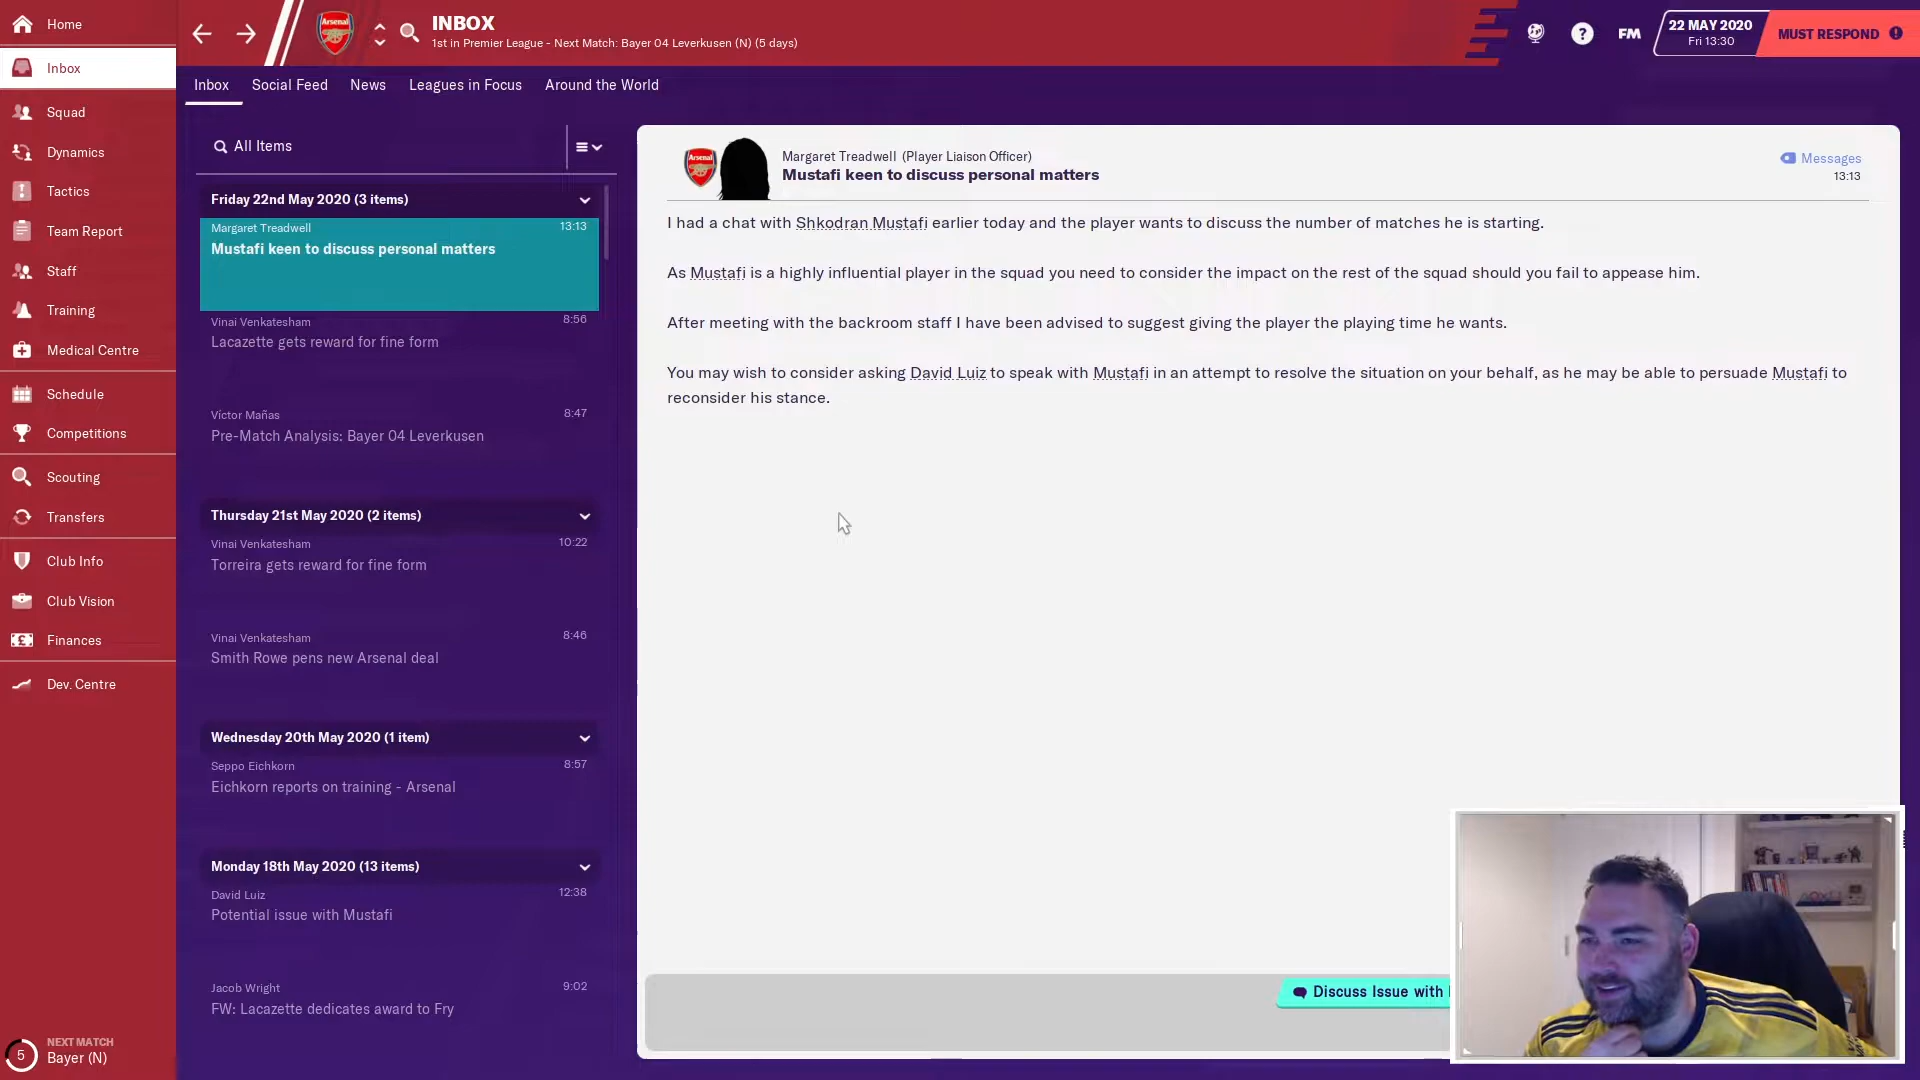 Home
Inbox
Squad
Dynamics
Tactics
Team Report
Staff
Training
Medical Centre
Schedule
Competitions
Scouting
Transfers
Club Info
Club Vision
Finances
Dev. Centre
5
NEXT MATCH
Bayer (N)
Arsenal
INBOX
1st in Premier League - Next Match: Bayer 04 Leverkusen (N) (5 days)
?
FM
22 MAY 2020
Fri 13:30
MUST RESPOND
Inbox Social Feed News Leagues in Focus Around the World
All Items
Friday 22nd May 2020 (3 items)
Margaret Treadwell 13:13
Mustafi keen to discuss personal matters
Vinai Venkatesham 8:56
Lacazette gets reward for fine form
Víctor Mañas 8:47
Pre-Match Analysis: Bayer 04 Leverkusen
Thursday 21st May 2020 (2 items)
Vinai Venkatesham 10:22
Torreira gets reward for fine form
Vinai Venkatesham 8:46
Smith Rowe pens new Arsenal deal
Wednesday 20th May 2020 (1 item)
Seppo Eichkorn 8:57
Eichkorn reports on training - Arsenal
Monday 18th May 2020 (13 items)
David Luiz 12:38
Potential issue with Mustafi
Jacob Wright 9:02
FW: Lacazette dedicates award to Fry
Arsenal
Margaret Treadwell (Player Liaison Officer)
Mustafi keen to discuss personal matters
Messages
13:13
I had a chat with Shkodran Mustafi earlier today and the player wants to discuss the number of matches he is starting.
As Mustafi is a highly influential player in the squad you need to consider the impact on the rest of the squad should you fail to appease him.
After meeting with the backroom staff I have been advised to suggest giving the player the playing time he wants.
You may wish to consider asking David Luiz to speak with Mustafi in an attempt to resolve the situation on your behalf, as he may be able to persuade Mustafi to
reconsider his stance.
Discuss Issue with